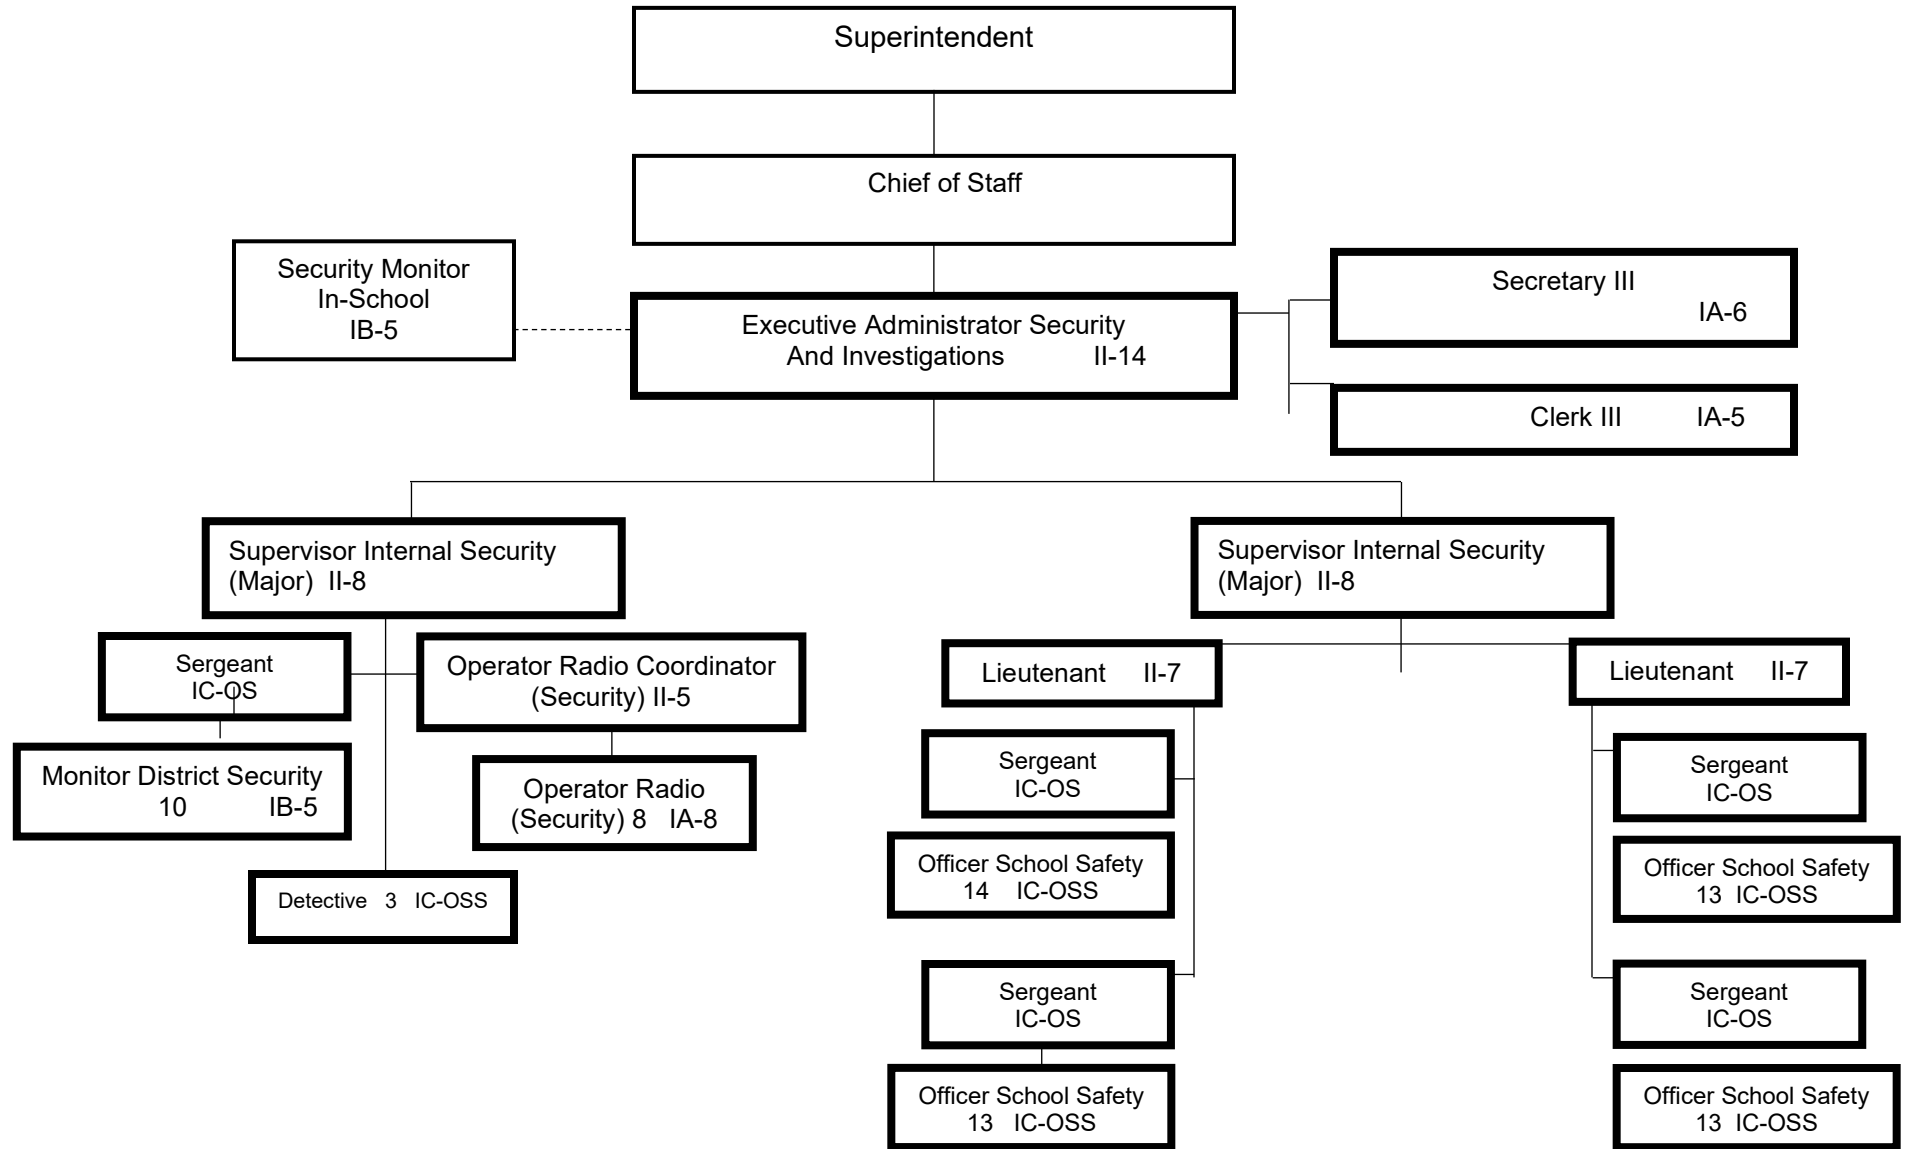 Superintendent
Chief of Staff
Security Monitor
In-School
IB-5
Executive Administrator Security
And Investigations II-14
Secretary III
IA-6
Clerk III IA-5
Supervisor Internal Security
(Major) II-8
Sergeant
IC-OS
Operator Radio Coordinator
(Security) II-5
Monitor District Security
10 IB-5
Operator Radio
(Security) 8 IA-8
Detective 3 IC-OSS
Supervisor Internal Security
(Major) II-8
Lieutenant II-7
Sergeant
IC-OS
Officer School Safety
14 IC-OSS
Sergeant
IC-OS
Officer School Safety
13 IC-OSS
Lieutenant II-7
Sergeant
IC-OS
Officer School Safety
13 IC-OSS
Sergeant
IC-OS
Officer School Safety
13 IC-OSS